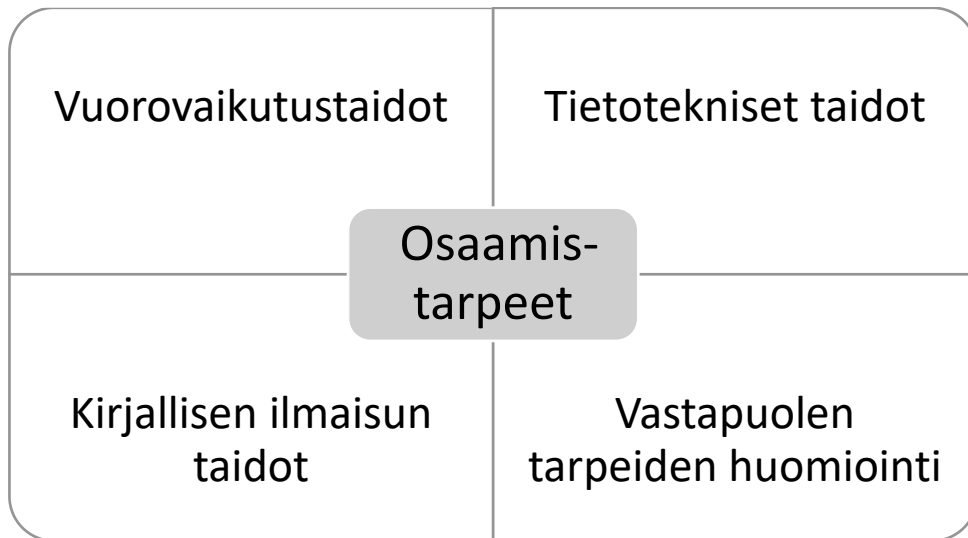 Vuorovaikutustaidot
Tietotekniset taidot
Osaamis-
tarpeet
Kirjallisen ilmaisun
taidot
Vastapuolen
tarpeiden huomiointi